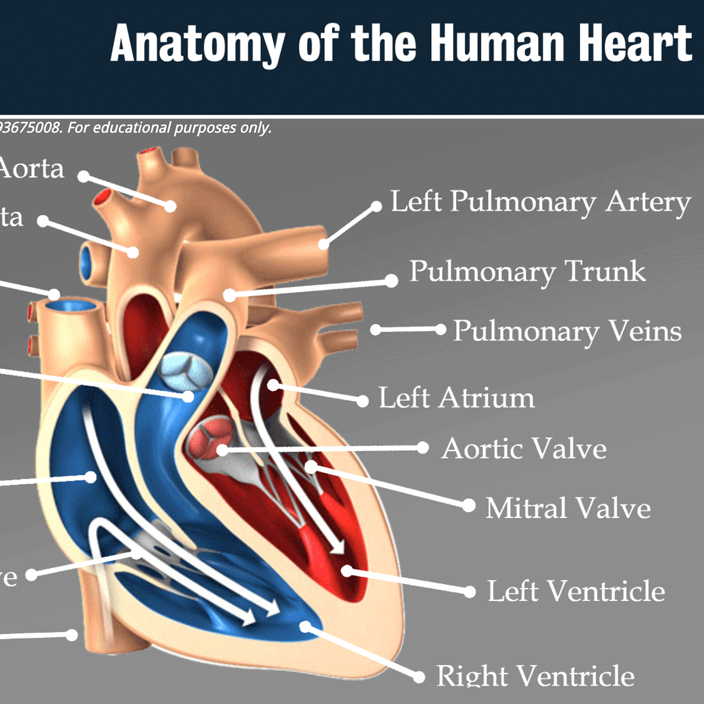 Anatomy of the Human Heart
93675008. For educational purposes only.
Aorta
Left Pulmonary Artery
ta
Pulmonary Trunk
Pulmonary Veins
Left Atrium
Aortic Valve
Mitral Valve
ve
Left Ventricle
Right Ventricle